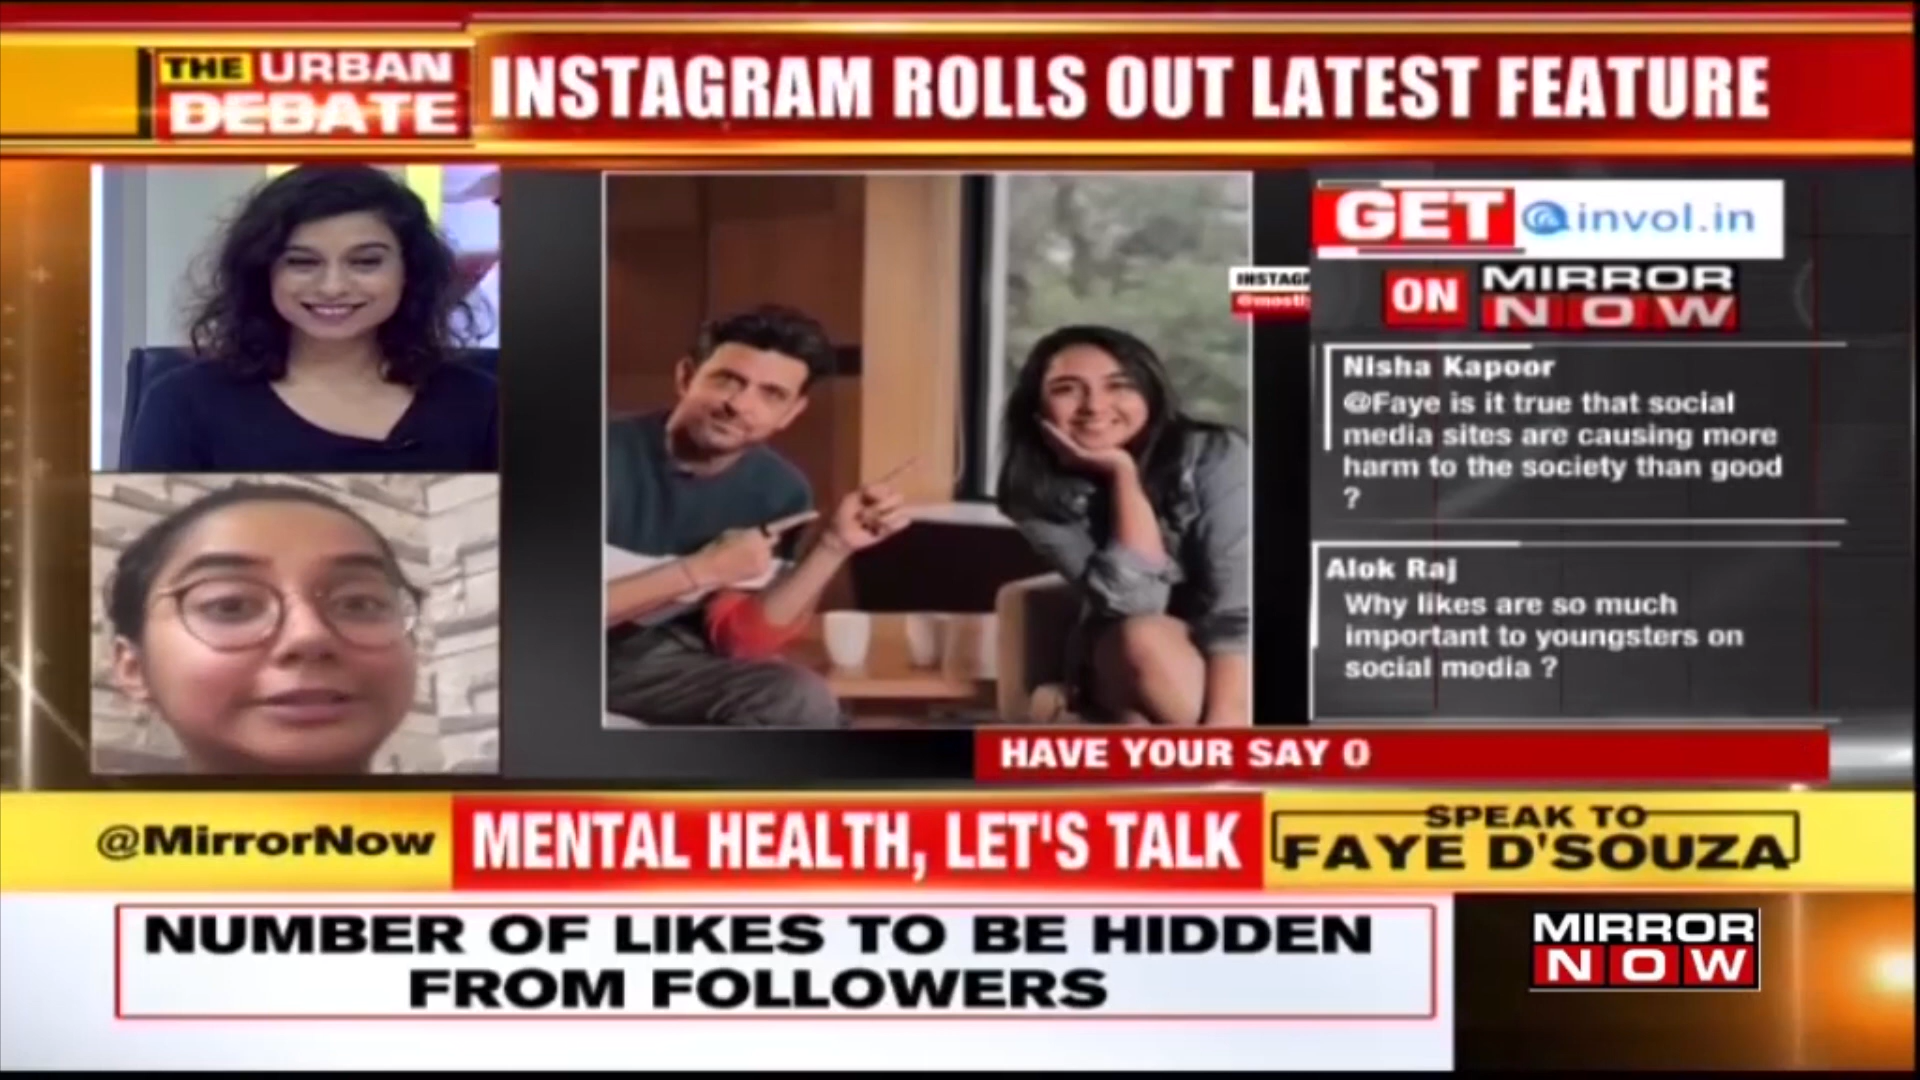 THE URBAN
DEBATE
INSTAGRAM ROLLS OUT LATEST FEATURE
GET @invol.in
ON MIRROR
NOW
INSTAGR
@mostly
Nisha Kapoor
@Faye is it true that social
media sites are causing more
harm to the society than good
?
Alok Raj
Why likes are so much
important to youngsters on
social media ?
HAVE YOUR SAY O
@MirrorNow
MENTAL HEALTH, LET'S TALK
SPEAK TO
FAYE D'SOUZA
NUMBER OF LIKES TO BE HIDDEN
FROM FOLLOWERS
MIRROR
NOW